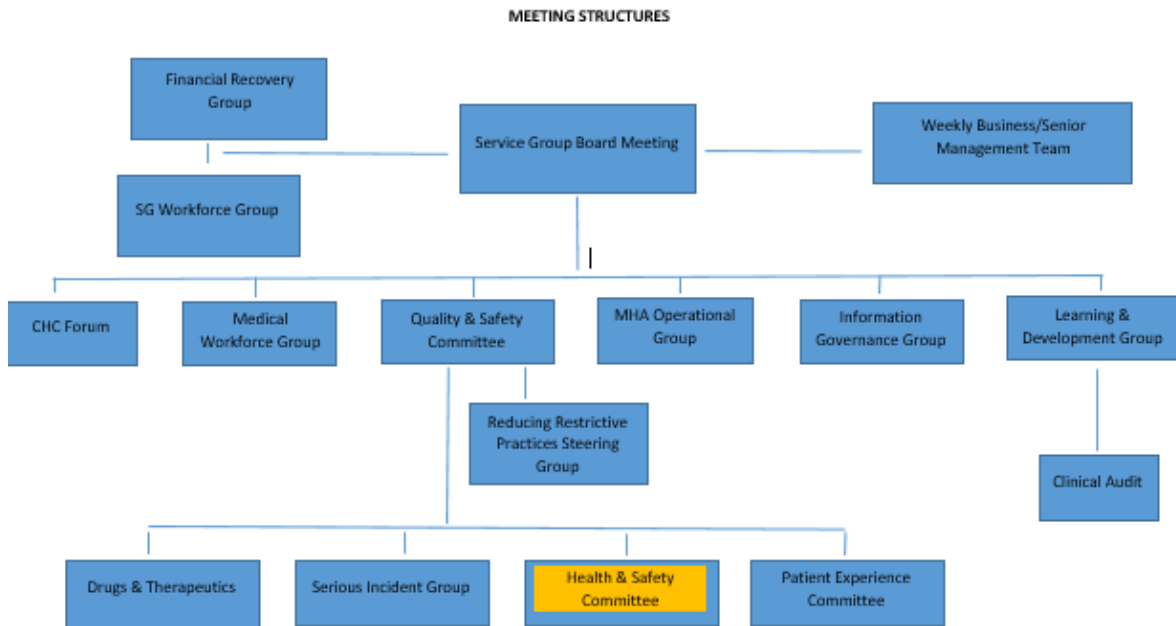 MEETING STRUCTURES
Financial Recovery
Group
Service Group Board Meeting
Weekly Business/Senior
Management Team
SG Workforce Group
CHC Forum
Medical
Workforce Group
Quality & Safety
Committee
MHA Operational
Group
Information
Governance Group
Learning &
Development Group
Reducing Restrictive
Practices Steering
Group
Clinical Audit
Drugs & Therapeutics
Serious Incident Group
Health & Safety
Committee
Patient Experience
Committee